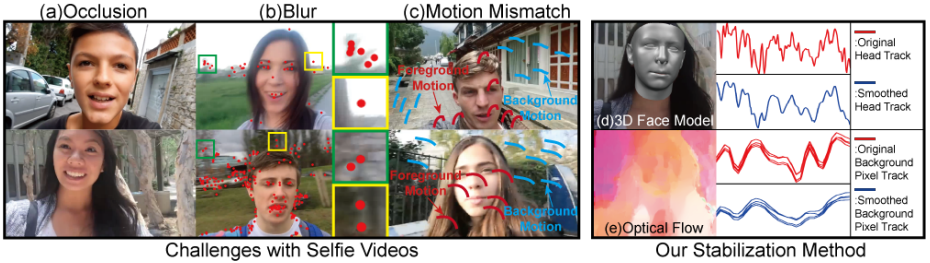 (a)Occlusion
(b)Blur
(c)Motion Mismatch
Foreground
Motion
Background
Motion
Foreground
Motion
Background
Motion
Challenges with Selfie Videos
(d)3D Face Model
:Original
Head Track
:Smoothed
Head Track
(e)Optical Flow
:Original
Background
Pixel Track
:Smoothed
Background
Pixel Track
Our Stabilization Method